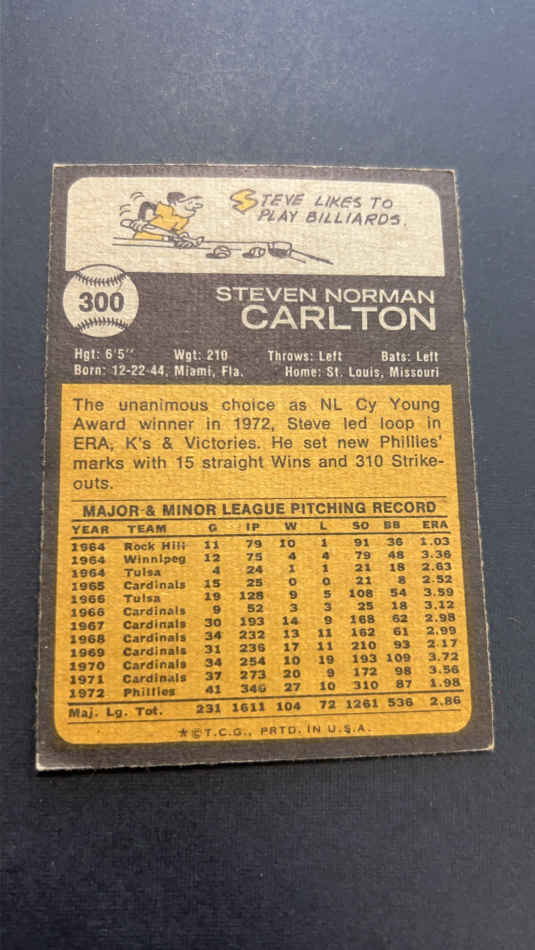 STEVE LIKES TO
PLAY BILLIARDS.
300
STEVEN NORMAN
CARLTON
Hgt: 6'5" Wgt: 210 Throws: Left Bats: Left
Born: 12-22-44, Miami, Fla. Home: St. Louis, Missouri
The unanimous choice as NL Cy Young
Award winner in 1972, Steve led loop in
ERA, K's & Victories. He set new Phillies'
marks with 15 straight Wins and 310 Strike-
outs.
MAJOR & MINOR LEAGUE PITCHING RECORD
YEAR TEAM G IP W L SO BB ERA
1964 Rock Hill 11 79 10 1 91 36 1.03
1964 Winnipeg 12 75 4 4 79 48 3.36
1964 Tulsa 4 24 1 1 21 18 2.63
1965 Cardinals 15 25 0 0 21 8 2.52
1966 Tulsa 19 128 9 5 108 54 3.59
1966 Cardinals 9 52 3 3 25 18 3.12
1967 Cardinals 30 193 14 9 168 62 2.98
1968 Cardinals 34 232 13 11 162 61 2.99
1969 Cardinals 31 236 17 11 210 93 2.17
1970 Cardinals 34 254 10 19 193 109 3.72
1971 Cardinals 37 273 20 9 172 98 3.56
1972 Phillies 41 346 27 10 310 87 1.98
Maj. Lg. Tot. 231 1611 104 72 1261 536 2.86
★©T.C.G., PRTD. IN U.S.A.